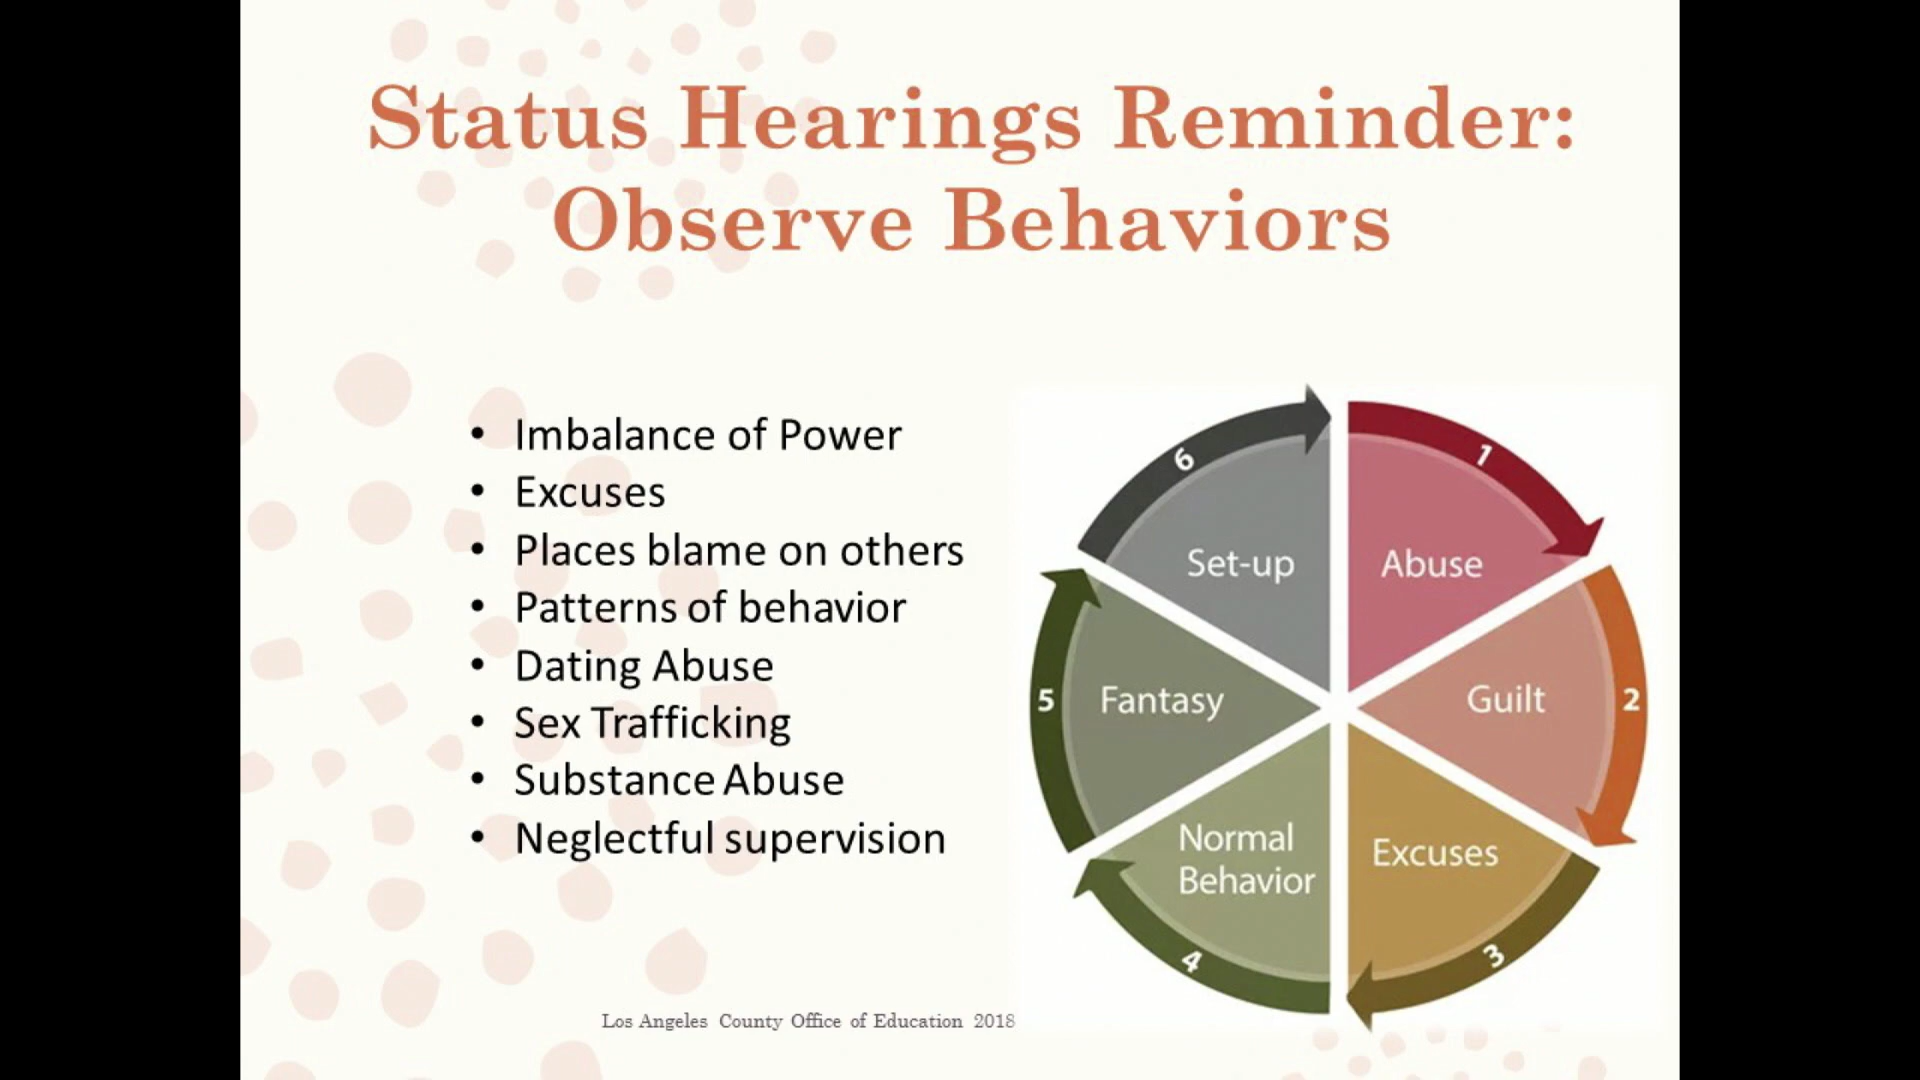 Status Hearings Reminder:
Observe Behaviors
• Imbalance of Power
• Excuses
• Places blame on others
• Patterns of behavior
• Dating Abuse
• Sex Trafficking
• Substance Abuse
• Neglectful supervision
1
Abuse
2
Guilt
3
Excuses
4
Normal
Behavior
5
Fantasy
6
Set-up
Los Angeles County Office of Education 2018